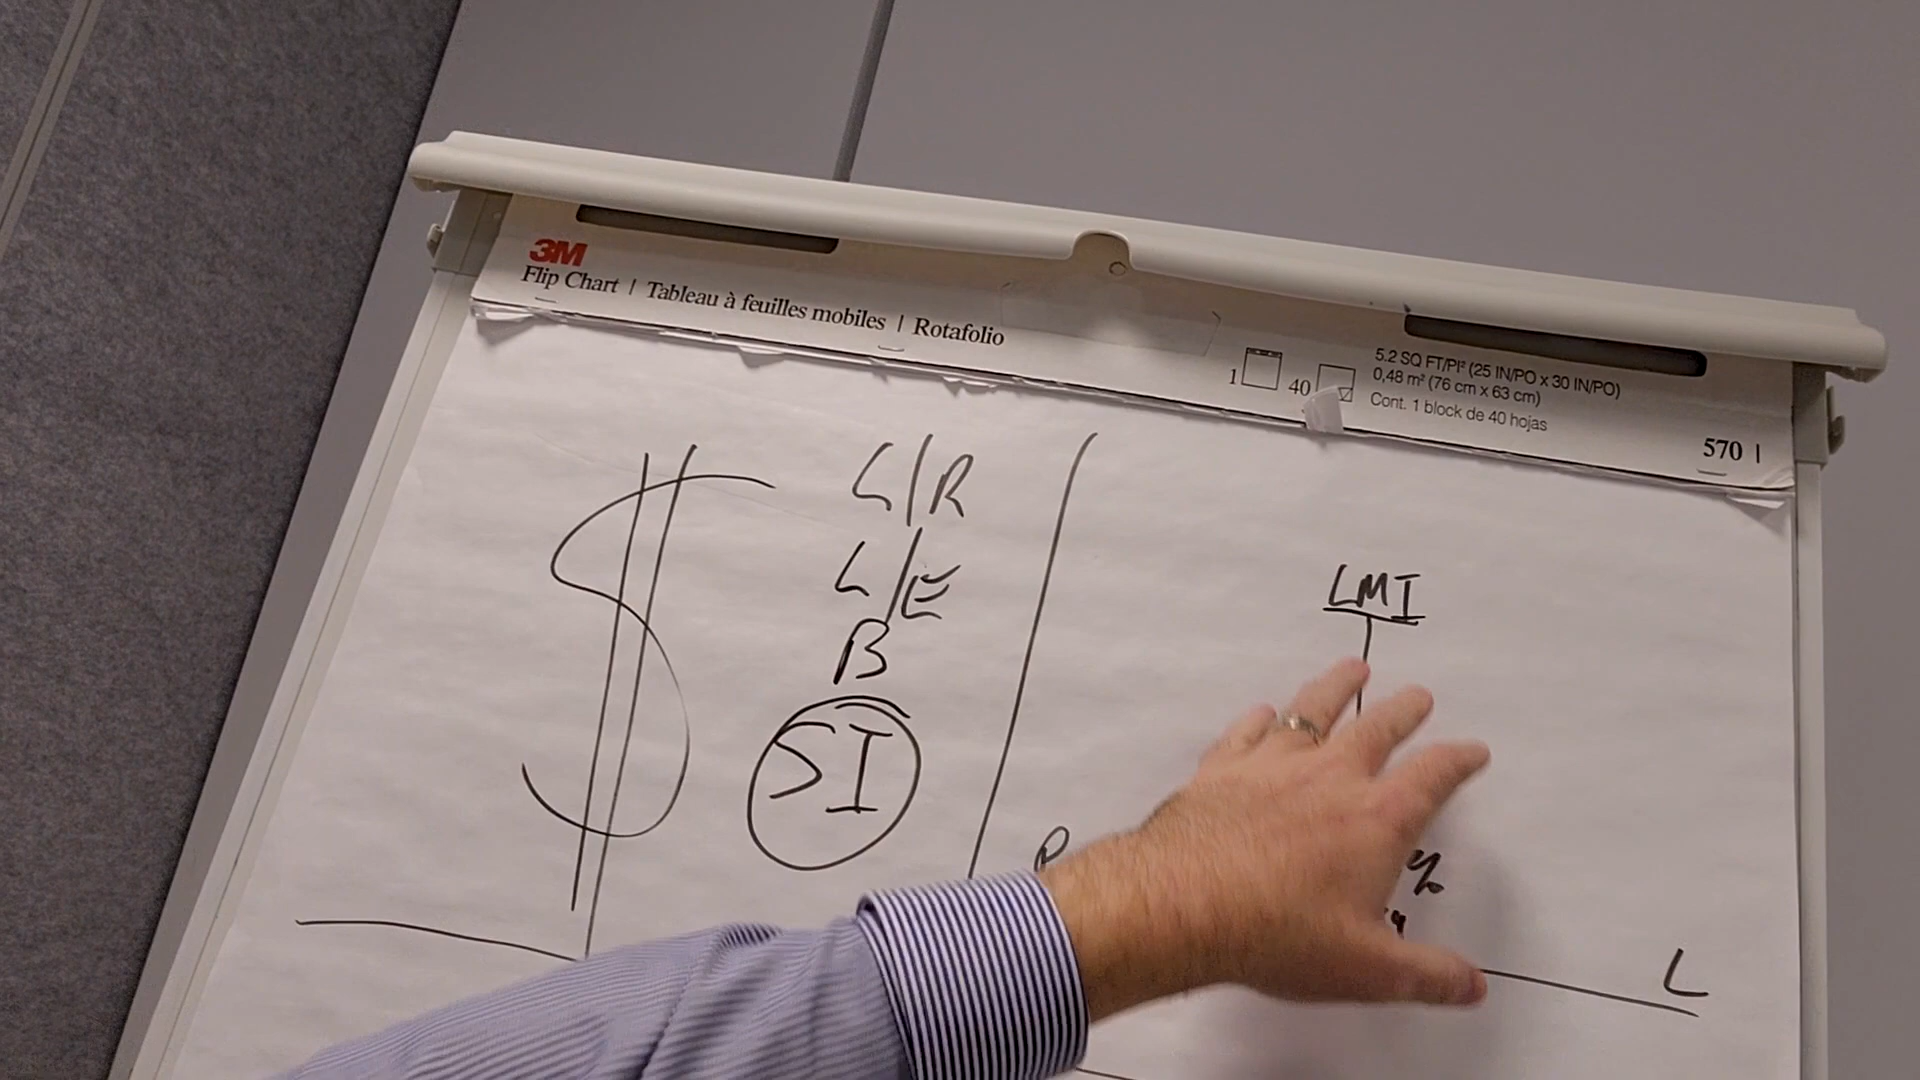 3M
Flip Chart | Tableau à feuilles mobiles | Rotafolio
1 40
5.2 SQ FT/PI² (25 IN/PO x 30 IN/PO)
0,48 m² (76 cm x 63 cm)
Cont. 1 block de 40 hojas
570
$
L/R
L/E
B
SI
LMI
%
L